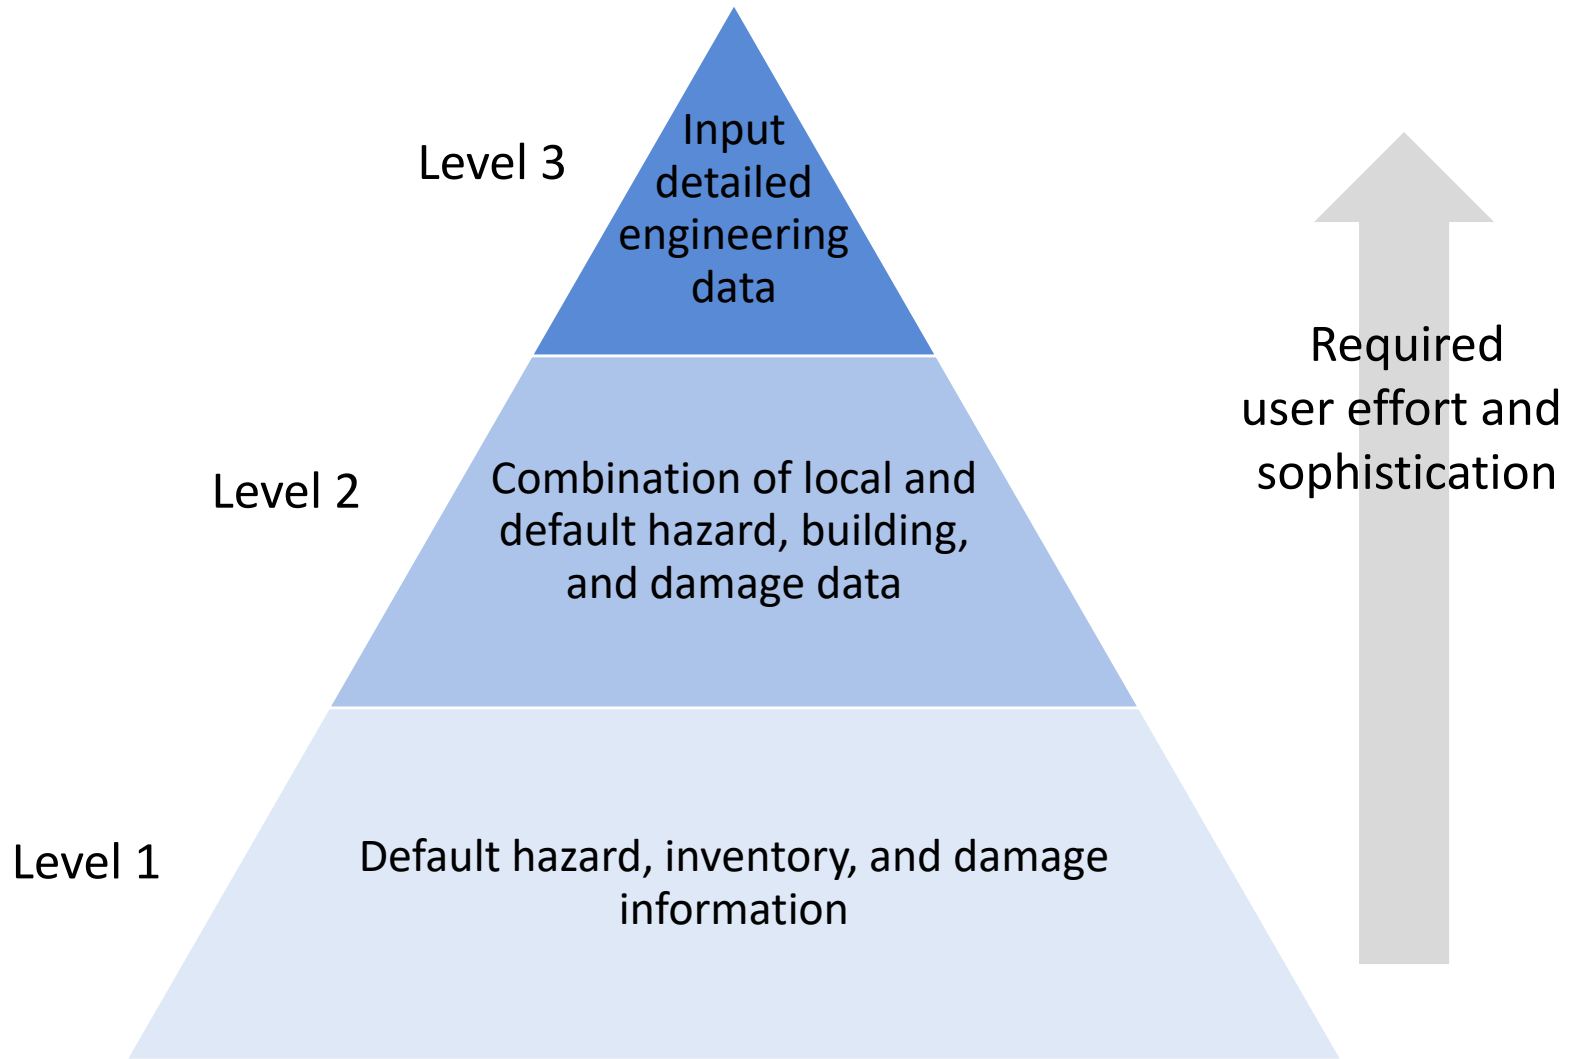 Level 3
Input
detailed
engineering
data
Level 2
Combination of local and
default hazard, building,
and damage data
Level 1
Default hazard, inventory, and damage
information
Required
user effort and
sophistication